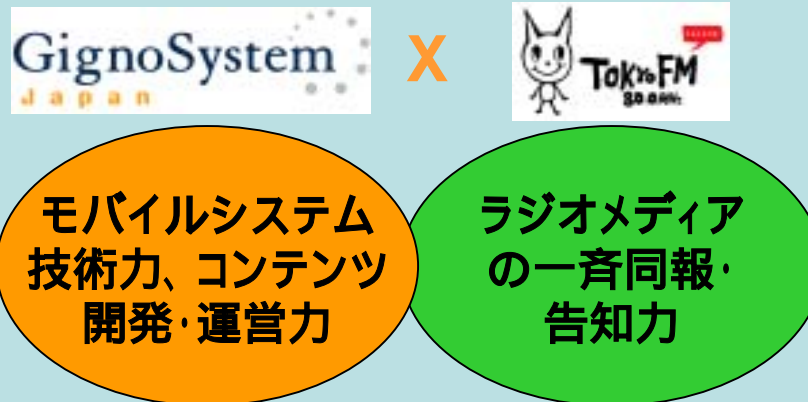 GignoSystem
Japan
X
TOKYO FM
80.0MHz
モバイルシステム
技術力、コンテンツ
開発・運営力
ラジオメディア
の一斉同報・
告知力